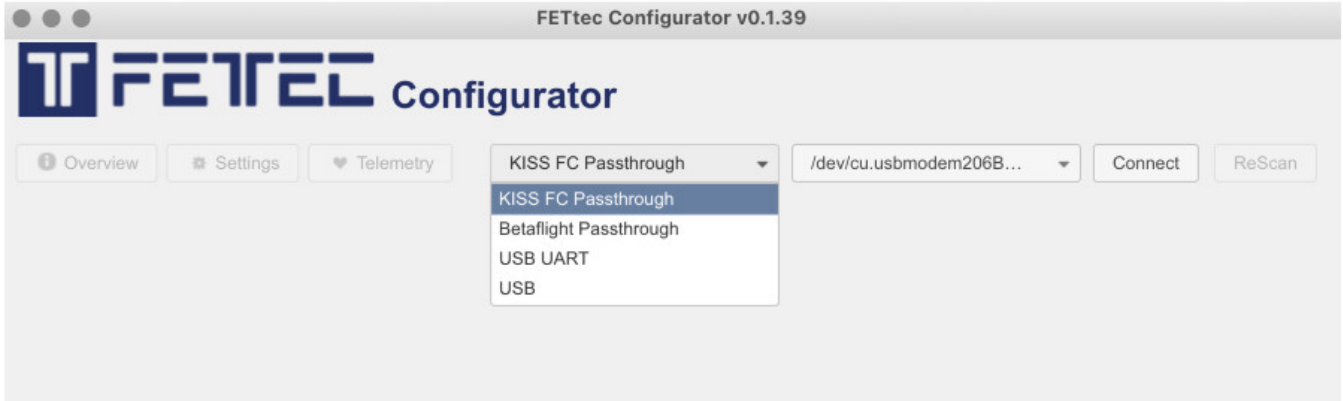 FETtec Configurator v0.1.39
FETTEC Configurator
Overview Settings Telemetry KISS FC Passthrough /dev/cu.usbmodem206B... Connect ReScan
KISS FC Passthrough
Betaflight Passthrough
USB UART
USB